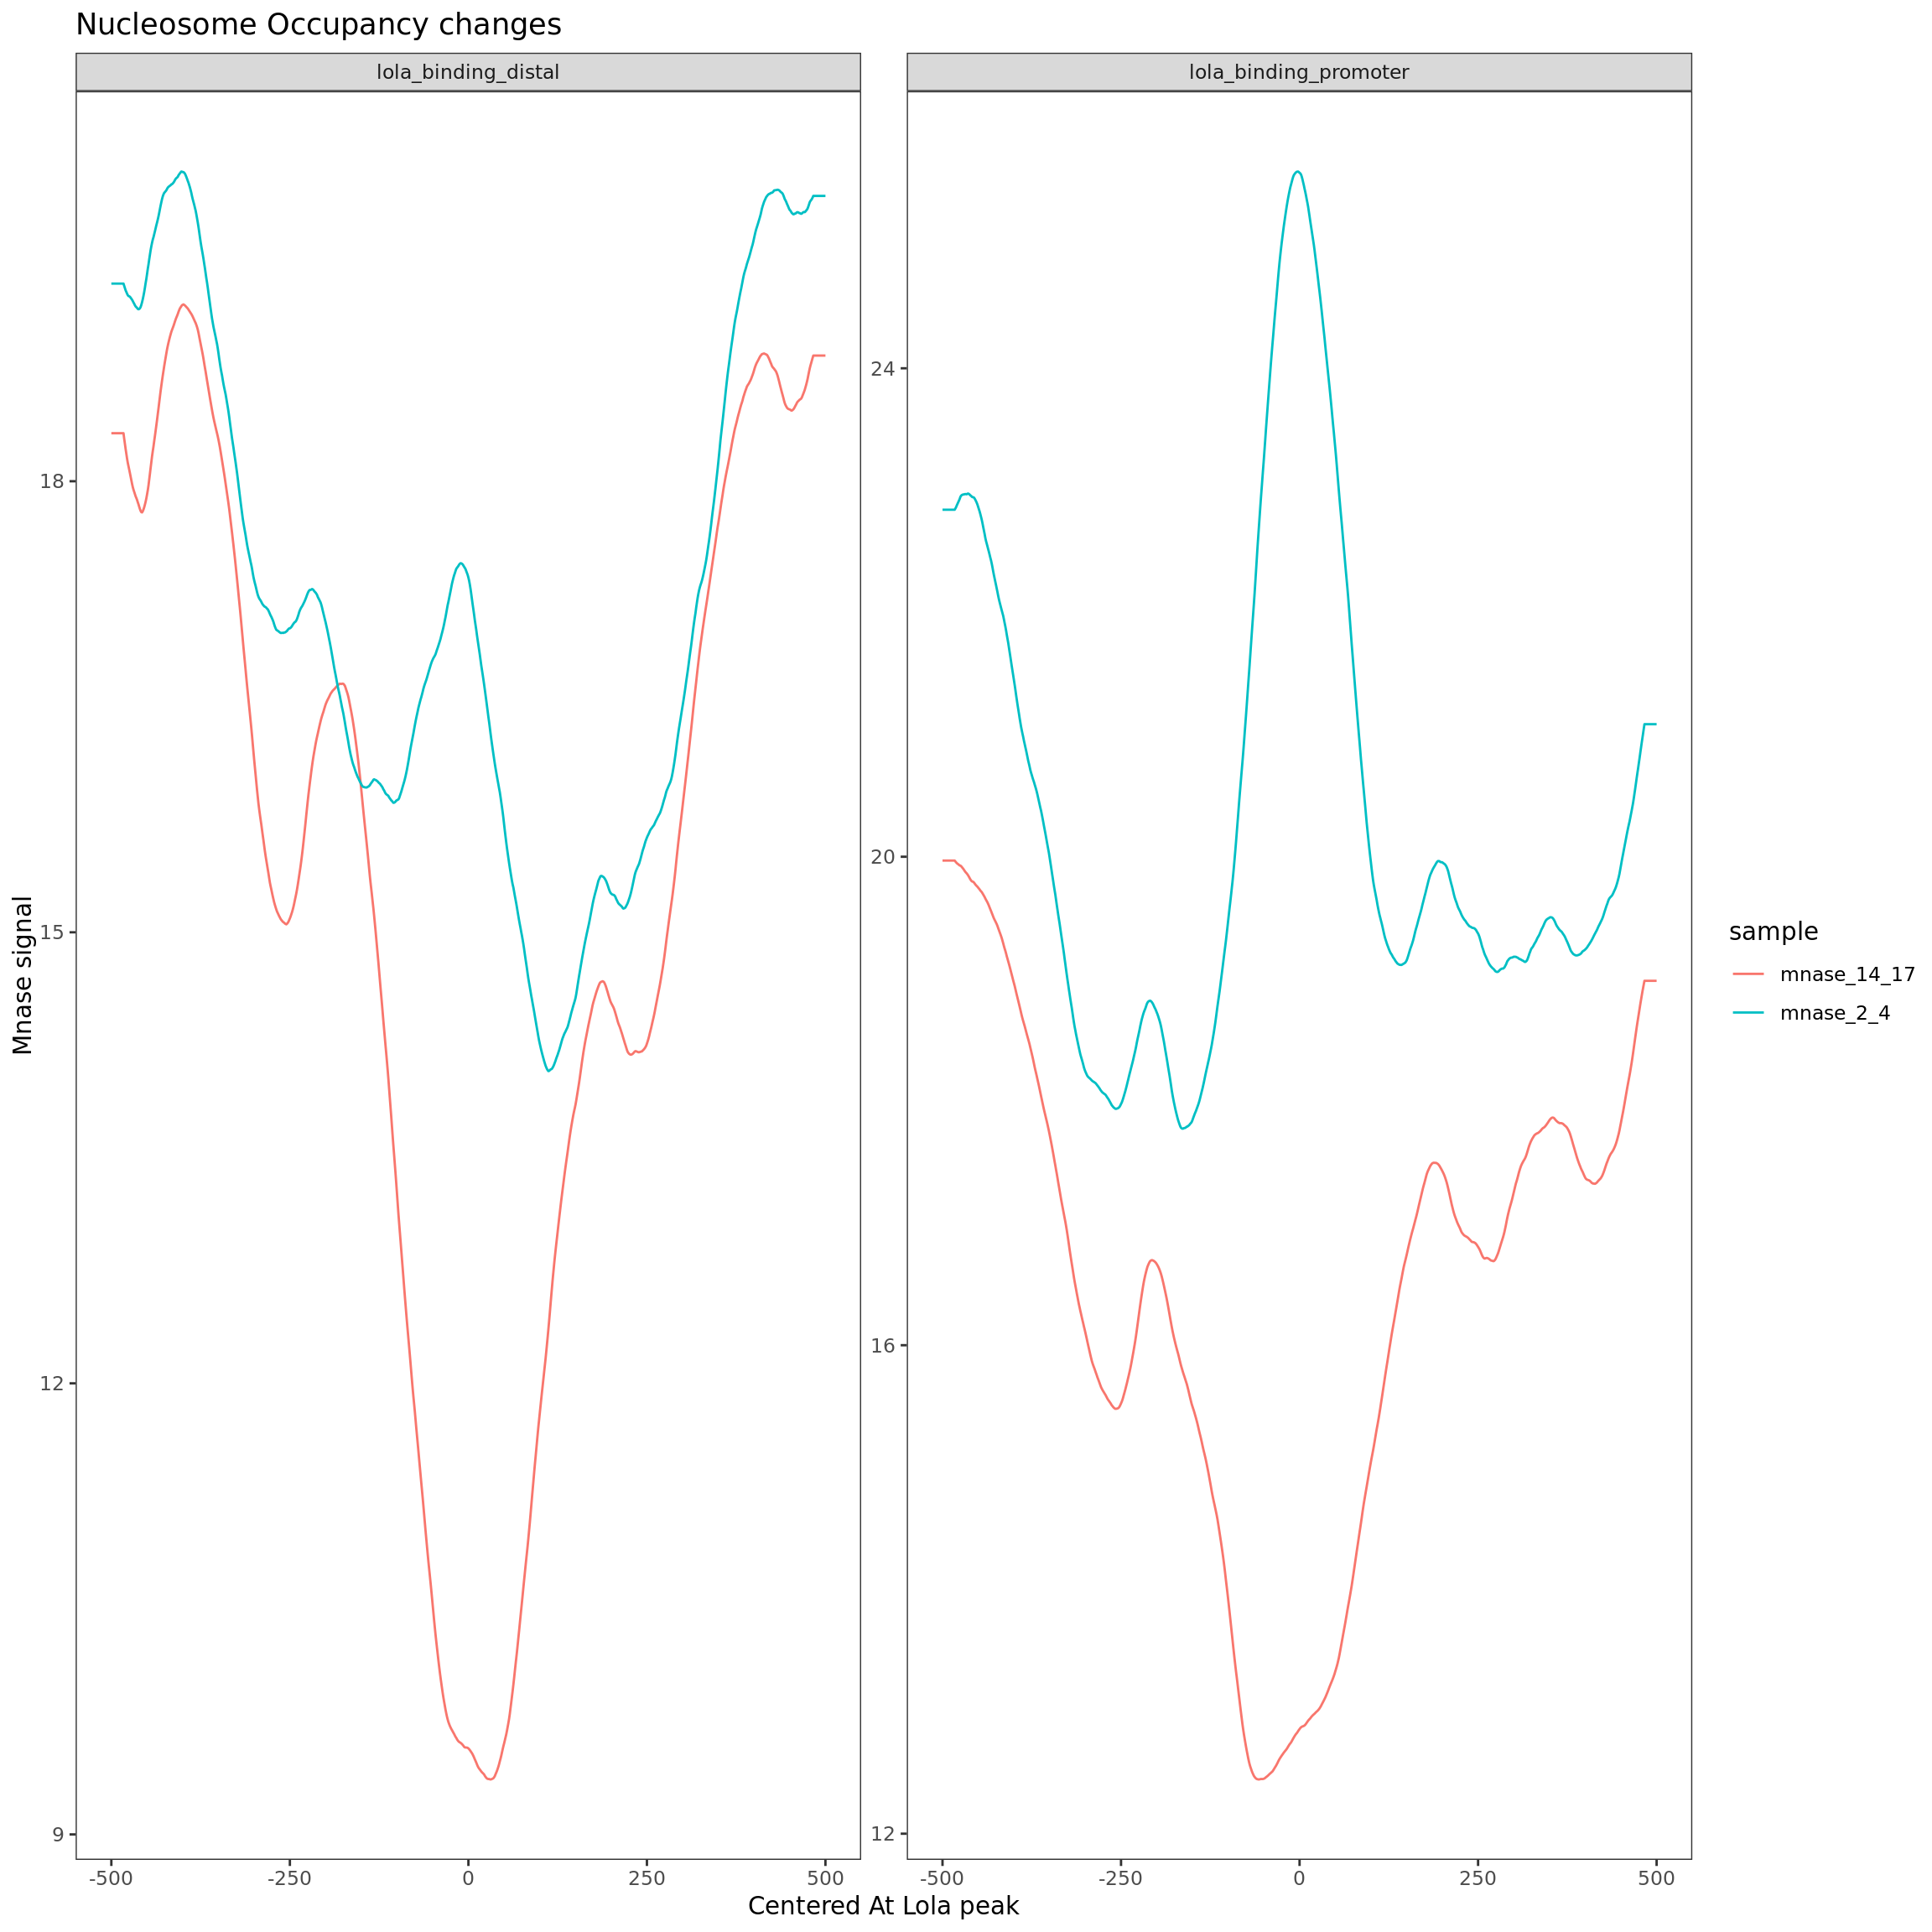 Nucleosome Occupancy changes
lola_binding_distal
lola_binding_promoter
Mnase signal
18
15
12
9
24
20
16
12
-500 -250 0 250 500
-500 -250 0 250 500
Centered At Lola peak
sample
mnase_14_17
mnase_2_4